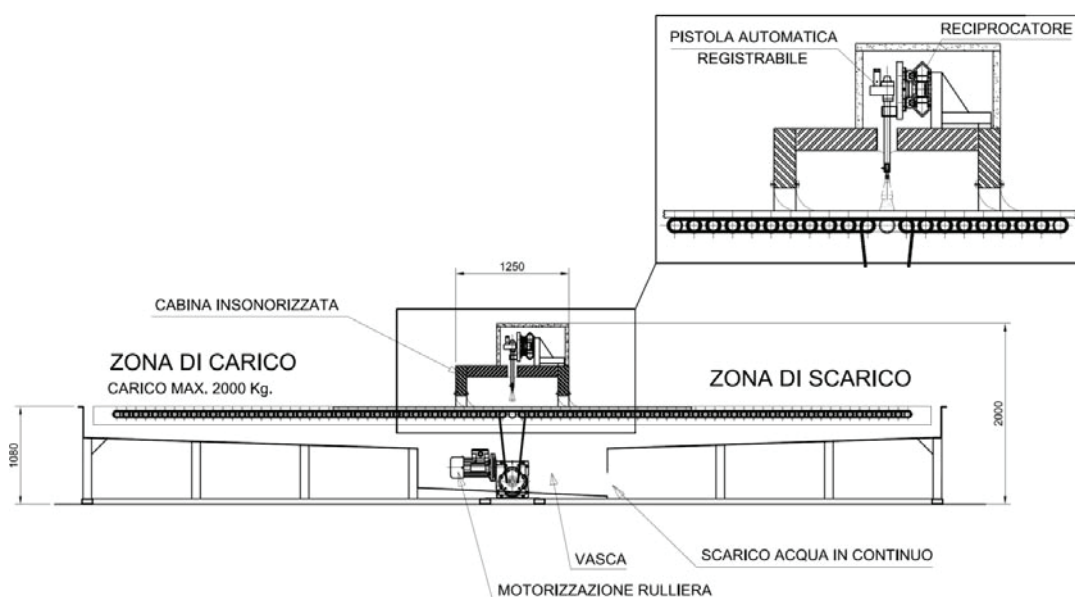 PISTOLA AUTOMATICA
REGISTRABILE
RECIPROCATORE
1250
CABINA INSONORIZZATA
ZONA DI CARICO
CARICO MAX. 2000 Kg.
ZONA DI SCARICO
1080
2000
VASCA
SCARICO ACQUA IN CONTINUO
MOTORIZZAZIONE RULLIERA